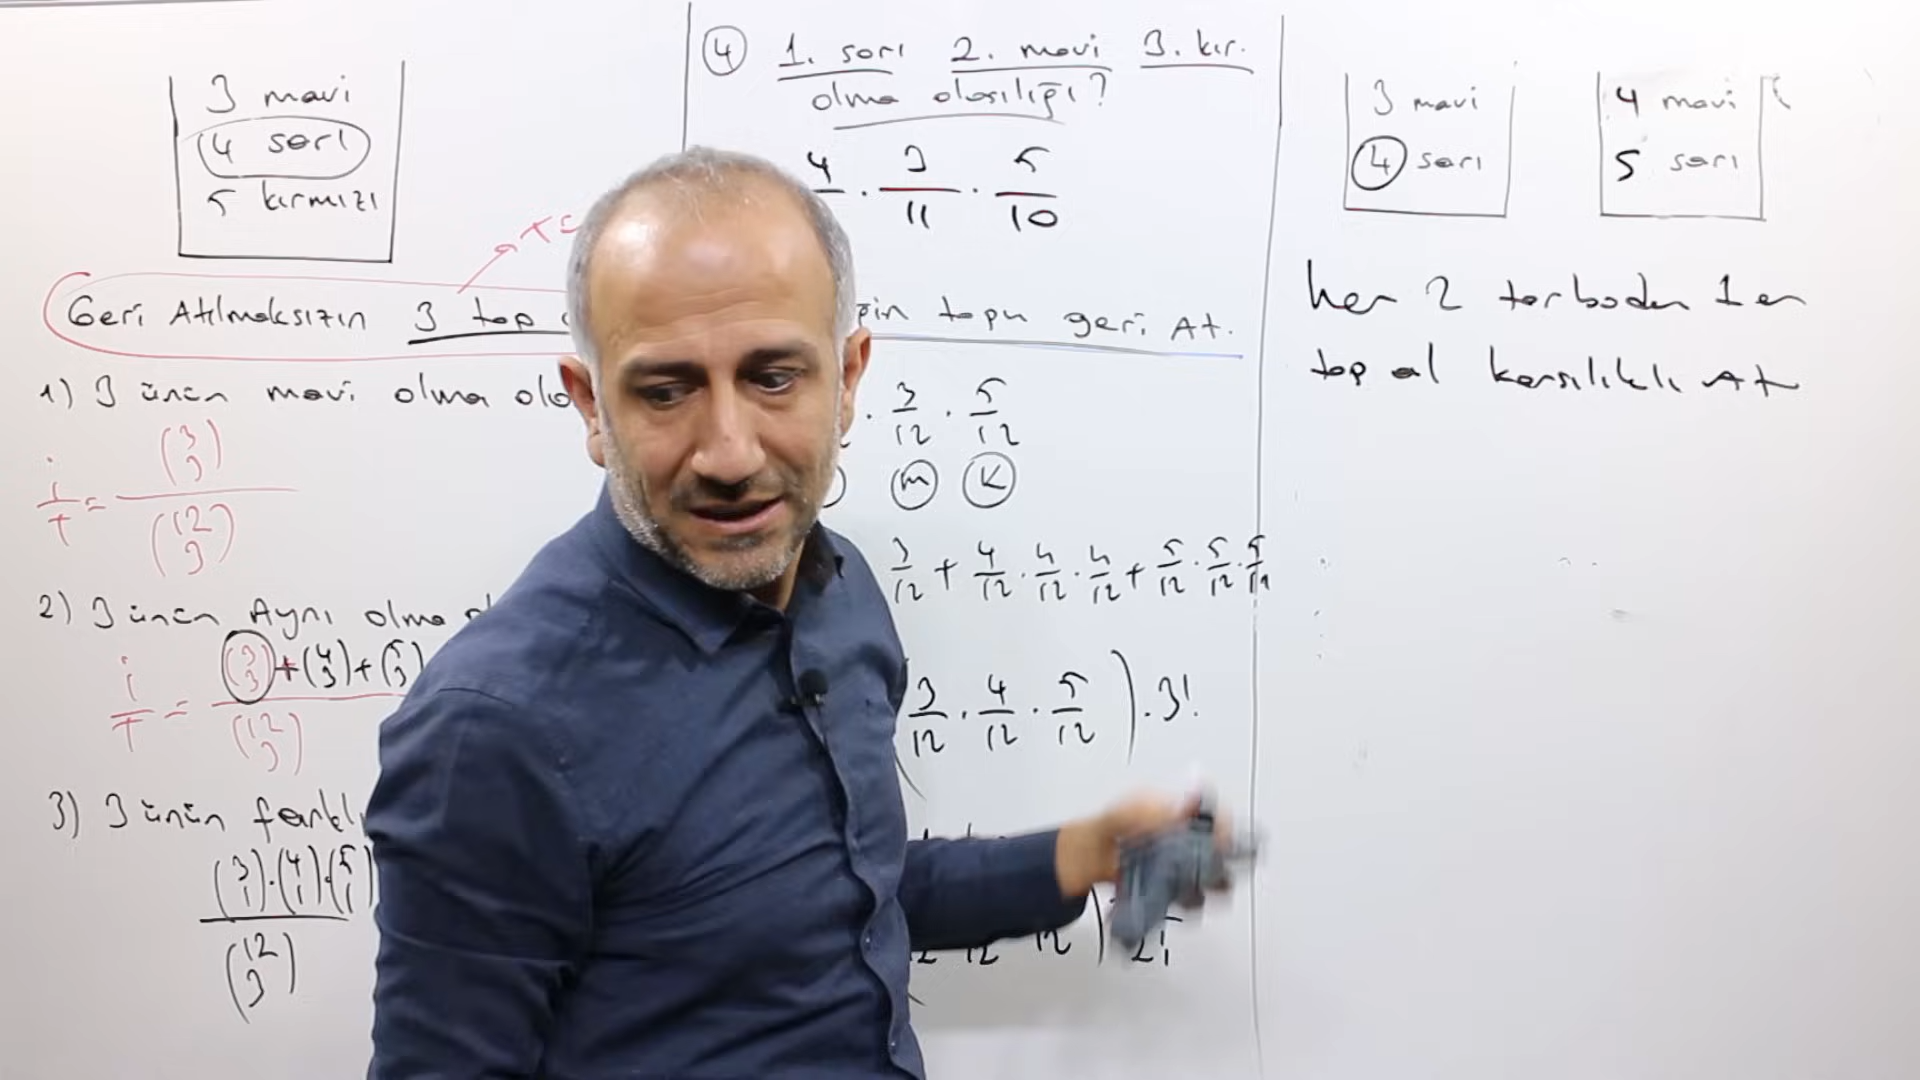 3 mavi
4 sarı
5 kırmızı
Geri Atılmaksızın 3 top
1) 3 ünün mavi olma
i/T = (3 3)/(12 3)
2) 3 ünün Aynı olma
i/T = (3 3)+(4 3)+(5 3)/(12 3)
3) 3 ünün farklı
(3 1).(4 1).(5 1)/(12 3)
4 1. sarı 2. mavi 3. kır.
olma olasılığı?
4/ . 3/11 . 5/10
topu geri At.
. 3/12 . 5/12
m K
3/12 + 4/12 . 4/12 . 4/12 + 5/12 . 5/12 . 5/12
3/12 . 4/12 . 5/12 ) . 3!
12 12 12 ) 2!
3 mavi
4 sarı
4 mavi
5 sarı
her 2 torbadan 1 er
top al karşılıklı At